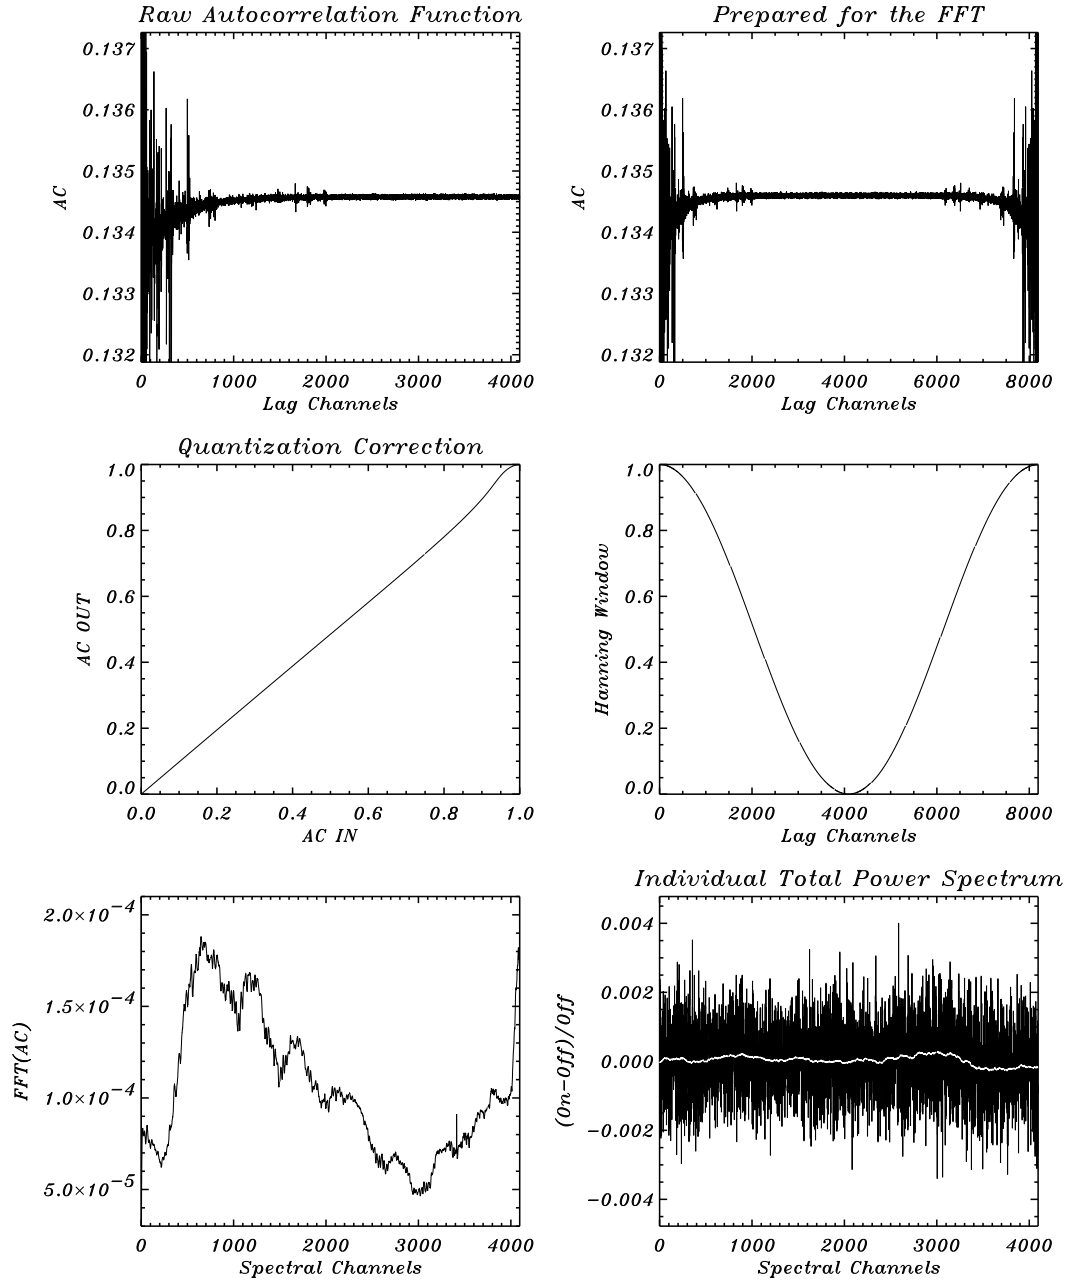 Raw Autocorrelation Function
0.137
0.136
0.135
0.134
0.133
0.132
AC
0 1000 2000 3000 4000
Lag Channels
Prepared for the FFT
0.137
0.136
0.135
0.134
0.133
0.132
AC
0 2000 4000 6000 8000
Lag Channels
Quantization Correction
1.0
0.8
0.6
0.4
0.2
0.0
AC OUT
0.0 0.2 0.4 0.6 0.8 1.0
AC IN
1.0
0.8
0.6
0.4
0.2
0.0
Hanning Window
0 2000 4000 6000 8000
Lag Channels
2.0×10⁻⁴
1.5×10⁻⁴
1.0×10⁻⁴
5.0×10⁻⁵
FFT(AC)
0 1000 2000 3000 4000
Spectral Channels
Individual Total Power Spectrum
0.004
0.002
0.000
−0.002
−0.004
(On−Off)/Off
0 1000 2000 3000 4000
Spectral Channels